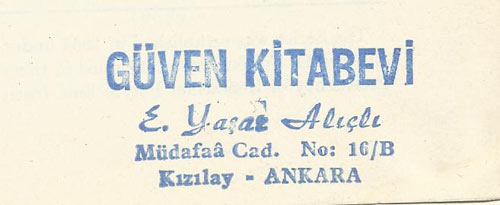 GÜVEN KİTABEVİ
E. Yaşar Alıçlı
Müdafaâ Cad. No: 16/B
Kızılay - ANKARA